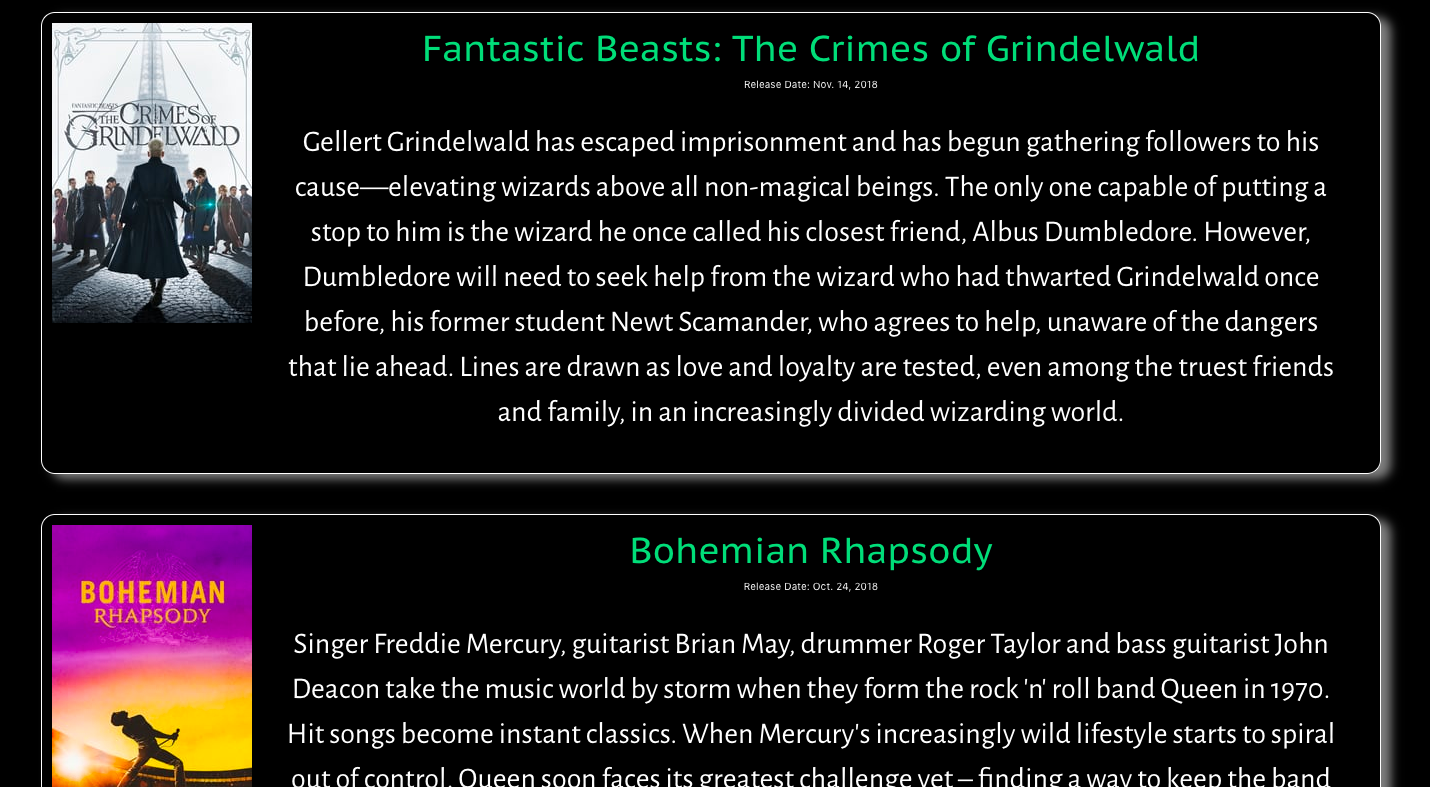 FANTASTIC BEASTS
THE CRIMES OF
GRINDELWALD
Fantastic Beasts: The Crimes of Grindelwald
Release Date: Nov. 14, 2018
Gellert Grindelwald has escaped imprisonment and has begun gathering followers to his
cause—elevating wizards above all non-magical beings. The only one capable of putting a
stop to him is the wizard he once called his closest friend, Albus Dumbledore. However,
Dumbledore will need to seek help from the wizard who had thwarted Grindelwald once
before, his former student Newt Scamander, who agrees to help, unaware of the dangers
that lie ahead. Lines are drawn as love and loyalty are tested, even among the truest friends
and family, in an increasingly divided wizarding world.
BOHEMIAN
RHAPSODY
Bohemian Rhapsody
Release Date: Oct. 24, 2018
Singer Freddie Mercury, guitarist Brian May, drummer Roger Taylor and bass guitarist John
Deacon take the music world by storm when they form the rock 'n' roll band Queen in 1970.
Hit songs become instant classics. When Mercury's increasingly wild lifestyle starts to spiral
out of control, Queen soon faces its greatest challenge yet – finding a way to keep the band